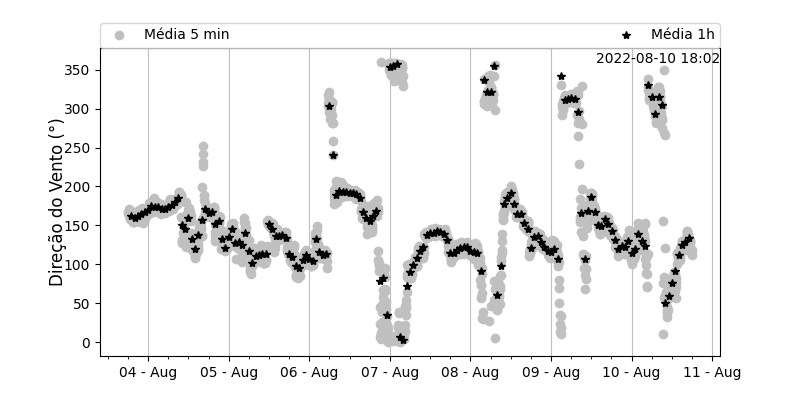 Média 5 min
Média 1h
2022-08-10 18:02
Direção do Vento (°)
350
300
250
200
150
100
50
0
04 - Aug
05 - Aug
06 - Aug
07 - Aug
08 - Aug
09 - Aug
10 - Aug
11 - Aug